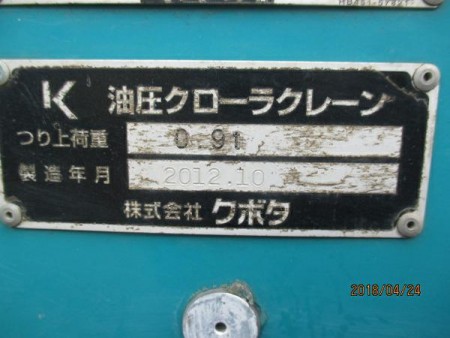 K 油圧クローラクレーン
つり上荷重 0.9t
製造年月 2012.10
株式会社 クボタ
2018/04/24